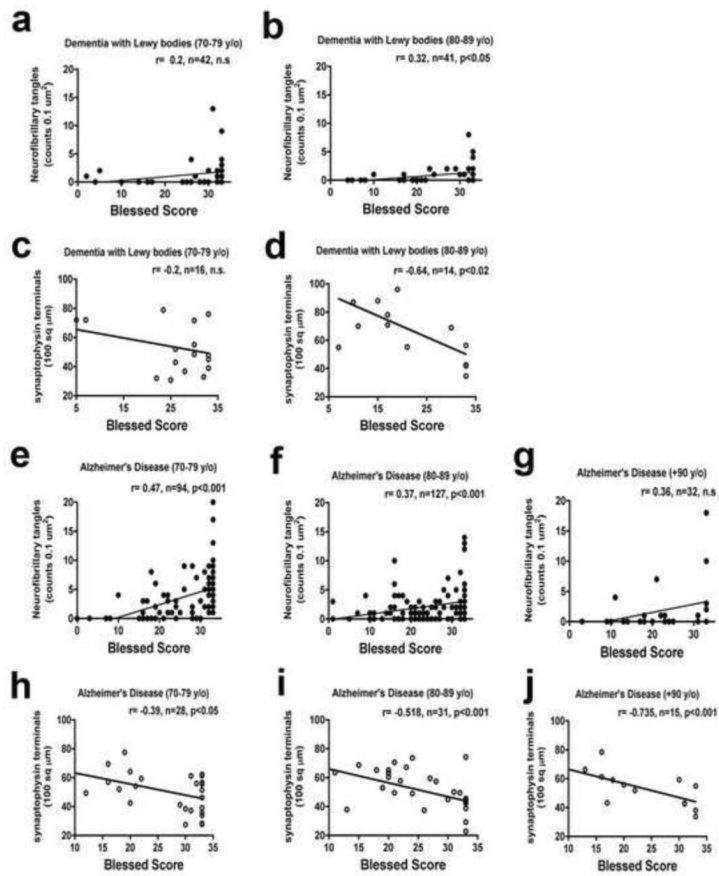 a
Dementia with Lewy bodies (70-79 y/o)
r= 0.2, n=42, n.s
Neurofibrillary tangles
(counts 0.1 um²)
20
15
10
5
0
0 10 20 30
Blessed Score
b
Dementia with Lewy bodies (80-89 y/o)
r= 0.32, n=41, p<0.05
Neurofibrillary tangles
(counts 0.1 um²)
20
15
10
5
0
0 10 20 30
Blessed Score
c
Dementia with Lewy bodies (70-79 y/o)
r= -0.2, n=16, n.s.
synaptophysin terminals
(100 sq μm)
100
80
60
40
20
5 15 25 35
Blessed Score
d
Dementia with Lewy bodies (80-89 y/o)
r= -0.64, n=14, p<0.02
synaptophysin terminals
(100 sq μm)
100
80
60
40
20
5 15 25 35
Blessed Score
e
Alzheimer's Disease (70-79 y/o)
r= 0.47, n=94, p<0.001
Neurofibrillary tangles
(counts 0.1 um²)
20
15
10
5
0
0 10 20 30
Blessed Score
f
Alzheimer's Disease (80-89 y/o)
r= 0.37, n=127, p<0.001
Neurofibrillary tangles
(counts 0.1 um²)
20
15
10
5
0
0 10 20 30
Blessed Score
g
Alzheimer's Disease (+90 y/o)
r= 0.36, n=32, n.s
Neurofibrillary tangles
(counts 0.1 um²)
20
15
10
5
0
0 10 20 30
Blessed Score
h
Alzheimer's Disease (70-79 y/o)
r= -0.39, n=28, p<0.05
synaptophysin terminals
(100 sq μm)
100
80
60
40
20
10 15 20 25 30 35
Blessed Score
i
Alzheimer's Disease (80-89 y/o)
r= -0.518, n=31, p<0.001
synaptophysin terminals
(100 sq μm)
100
80
60
40
20
10 15 20 25 30 35
Blessed Score
j
Alzheimer's Disease (+90 y/o)
r= -0.735, n=15, p<0.001
synaptophysin terminals
(100 sq μm)
100
80
60
40
20
10 15 20 25 30 35
Blessed Score